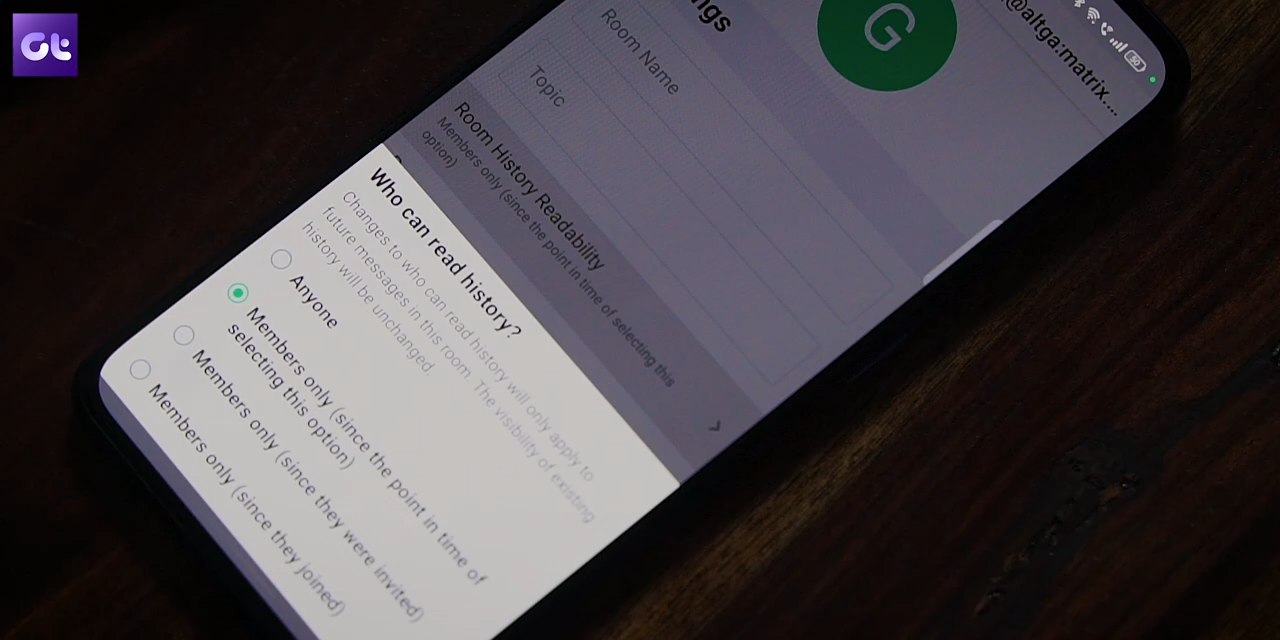 Gt
@altga:matrix....
50
G
ngs
Room Name
Topic
Room History Readability
Members only (since the point in time of selecting this
option)
Who can read history?
Changes to who can read history will only apply to
future messages in this room. The visibility of existing
history will be unchanged.
Anyone
Members only (since the point in time of
selecting this option)
Members only (since they were invited)
Members only (since they joined)